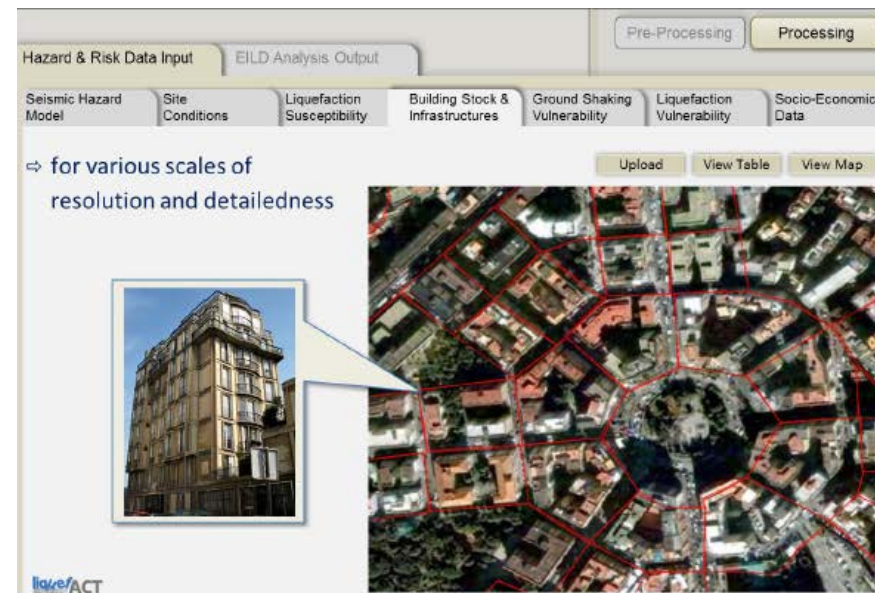 Pre-Processing
Processing
Hazard & Risk Data Input
EILD Analysis Output
Seismic Hazard
Model
Site
Conditions
Liquefaction
Susceptibility
Building Stock &
Infrastructures
Ground Shaking
Vulnerability
Liquefaction
Vulnerability
Socio-Economic
Data
⇨ for various scales of
resolution and detailedness
Upload
View Table
View Map
liquefACT